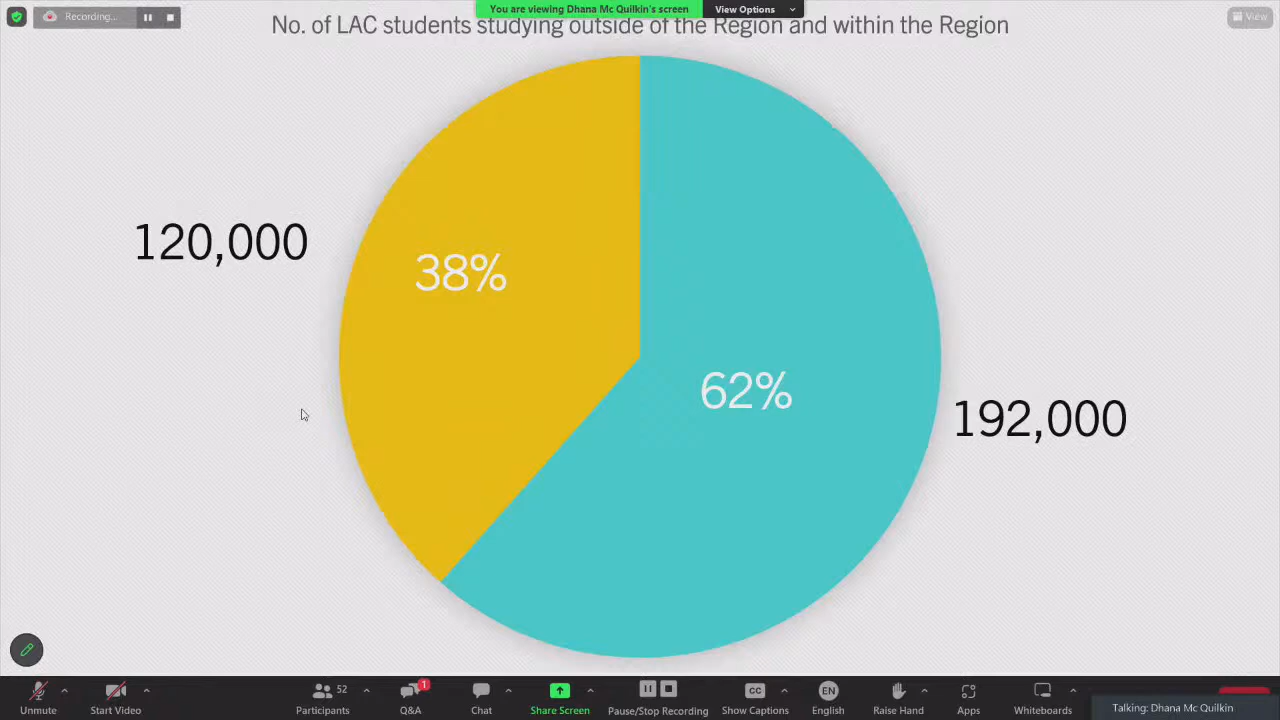 Recording...
You are viewing Dhana Mc Quilkin's screen
View Options
View
No. of LAC students studying outside of the Region and within the Region
120,000
38%
62%
192,000
Unmute
Start Video
52
Participants
1
Q&A
Chat
Share Screen
Pause/Stop Recording
CC
Show Captions
EN
English
Raise Hand
Apps
Whiteboards
Talking: Dhana Mc Quilkin